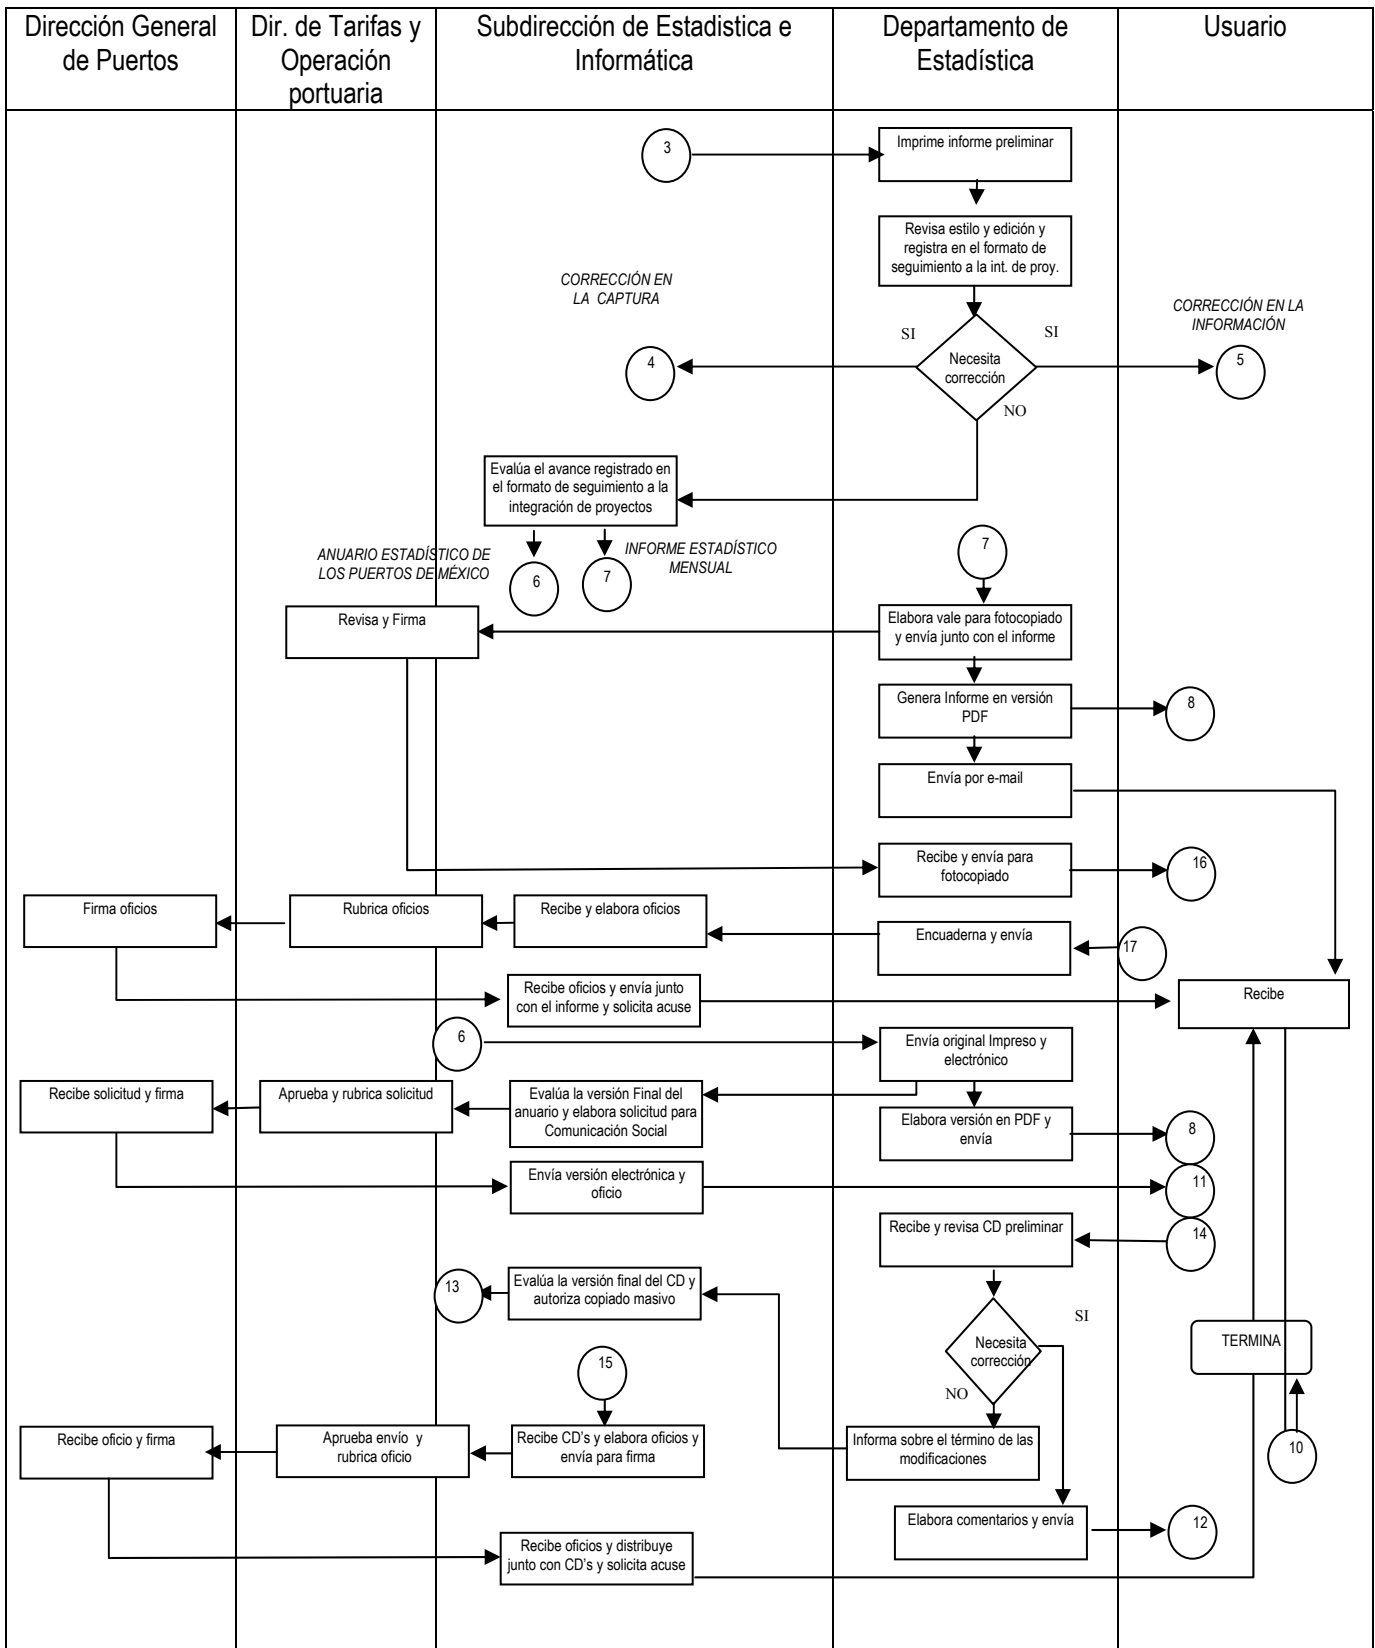 Dirección General
de Puertos
Dir. de Tarifas y
Operación
portuaria
Subdirección de Estadistica e
Informática
Departamento de
Estadística
Usuario
3
Imprime informe preliminar
Revisa estilo y edición y
registra en el formato de
seguimiento a la int. de proy.
CORRECCIÓN EN
LA CAPTURA
CORRECCIÓN EN LA
INFORMACIÓN
SI
SI
4
Necesita
corrección
5
NO
Evalúa el avance registrado en
el formato de seguimiento a la
integración de proyectos
ANUARIO ESTADÍSTICO DE
LOS PUERTOS DE MÉXICO
6
7
INFORME ESTADÍSTICO
MENSUAL
7
Revisa y Firma
Elabora vale para fotocopiado
y envía junto con el informe
Genera Informe en versión
PDF
8
Envía por e-mail
Recibe y envía para
fotocopiado
16
Firma oficios
Rubrica oficios
Recibe y elabora oficios
Encuaderna y envía
17
Recibe oficios y envía junto
con el informe y solicita acuse
Recibe
6
Envía original Impreso y
electrónico
Recibe solicitud y firma
Aprueba y rubrica solicitud
Evalúa la versión Final del
anuario y elabora solicitud para
Comunicación Social
Elabora versión en PDF y
envía
8
Envía versión electrónica y
oficio
11
Recibe y revisa CD preliminar
14
13
Evalúa la versión final del CD y
autoriza copiado masivo
SI
Necesita
corrección
NO
TERMINA
15
Recibe oficio y firma
Aprueba envío y
rubrica oficio
Recibe CD's y elabora oficios y
envía para firma
Informa sobre el término de las
modificaciones
10
Elabora comentarios y envía
12
Recibe oficios y distribuye
junto con CD's y solicita acuse